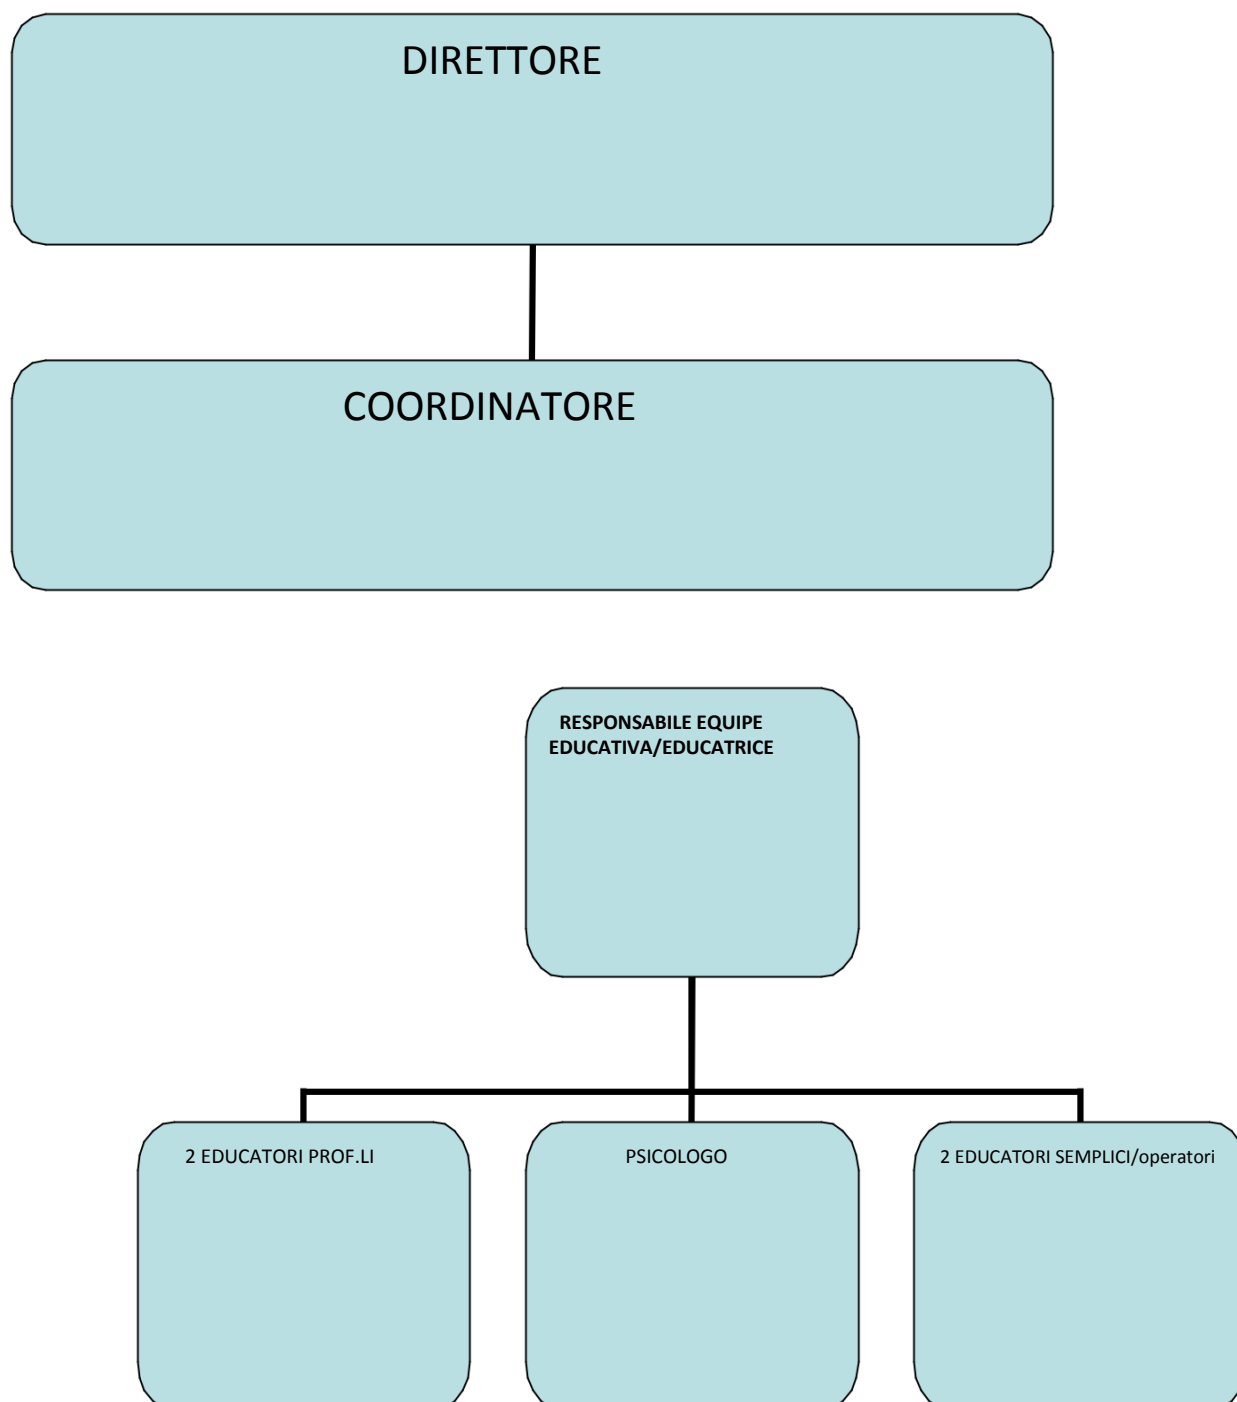 DIRETTORE
COORDINATORE
RESPONSABILE EQUIPE
EDUCATIVA/EDUCATRICE
2 EDUCATORI PROF.LI
PSICOLOGO
2 EDUCATORI SEMPLICI/operatori